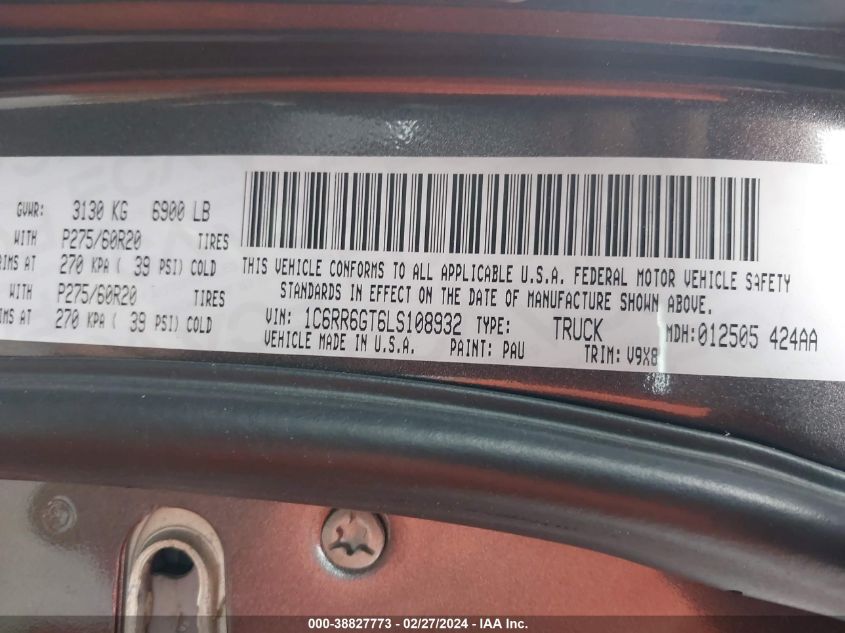 GVWR: 3130 KG 6900 LB
WITH P275/60R20 TIRES
RIMS AT 270 KPA ( 39 PSI) COLD
WITH P275/60R20 TIRES
RIMS AT 270 KPA ( 39 PSI) COLD
THIS VEHICLE CONFORMS TO ALL APPLICABLE U.S.A. FEDERAL MOTOR VEHICLE SAFETY
STANDARDS IN EFFECT ON THE DATE OF MANUFACTURE SHOWN ABOVE.
VIN: 1C6RR6GT6LS108932 TYPE: TRUCK MDH:012505 424AA
VEHICLE MADE IN U.S.A. PAINT: PAU TRIM: V9X8
000-38827773 - 02/27/2024 - IAA Inc.